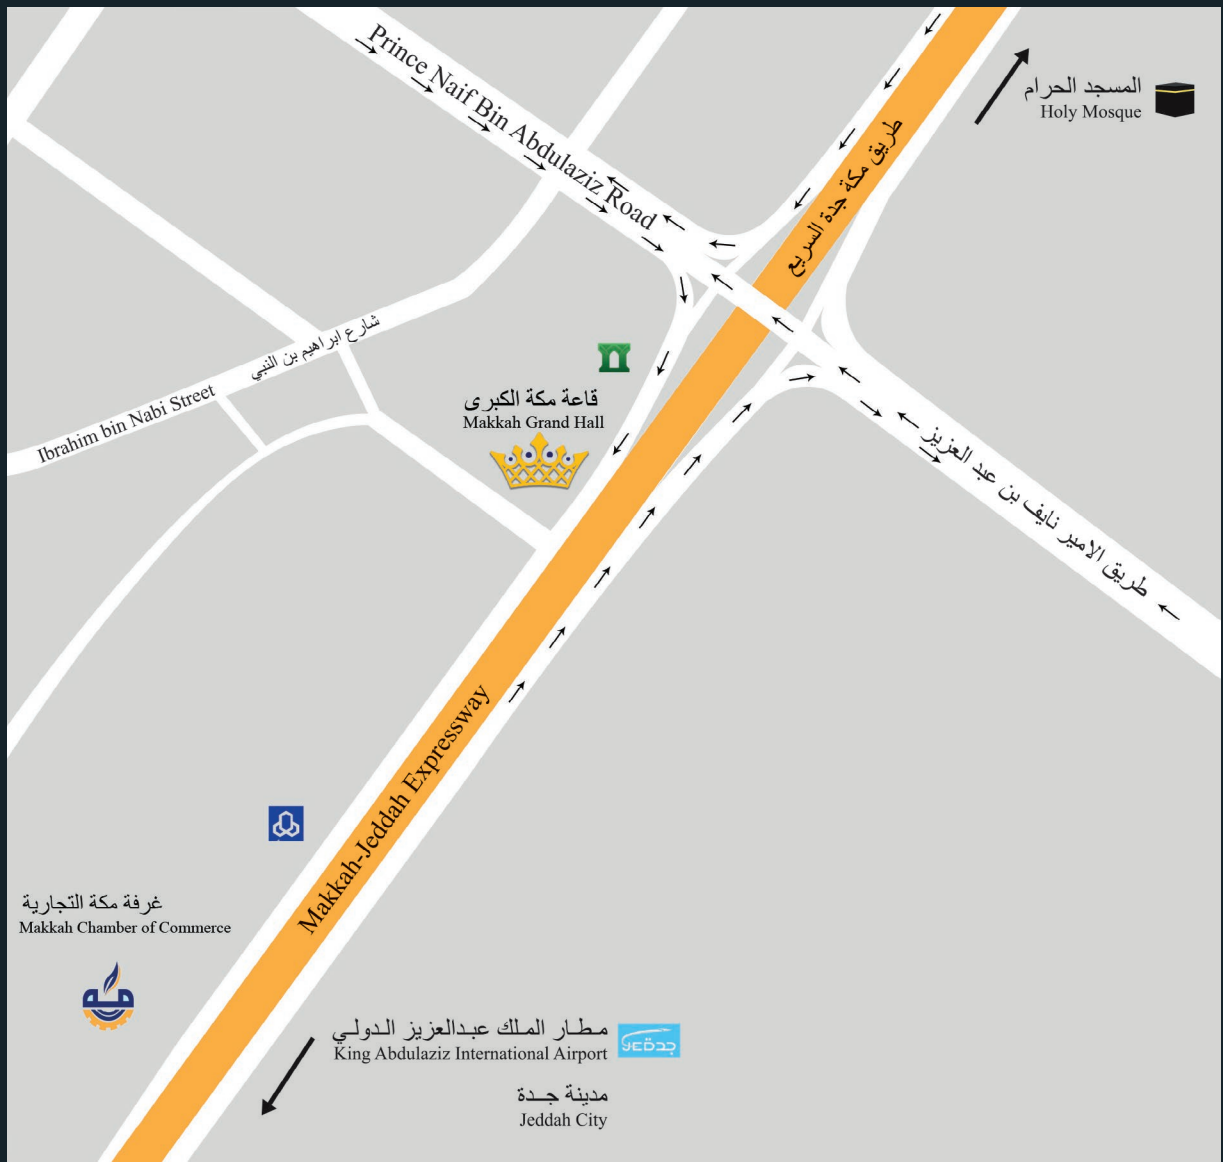 Prince Naif Bin Abdulaziz Road
المسجد الحرام
Holy Mosque
طريق مكة جدة السريع
شارع ابراهيم بن النبي
Ibrahim bin Nabi Street
قاعة مكة الكبرى
Makkah Grand Hall
طريق الامير نايف بن عبد العزيز
Makkah-Jeddah Expressway
غرفة مكة التجارية
Makkah Chamber of Commerce
مطار الملك عبدالعزيز الدولي
King Abdulaziz International Airport
جدة
JED
مدينة جدة
Jeddah City